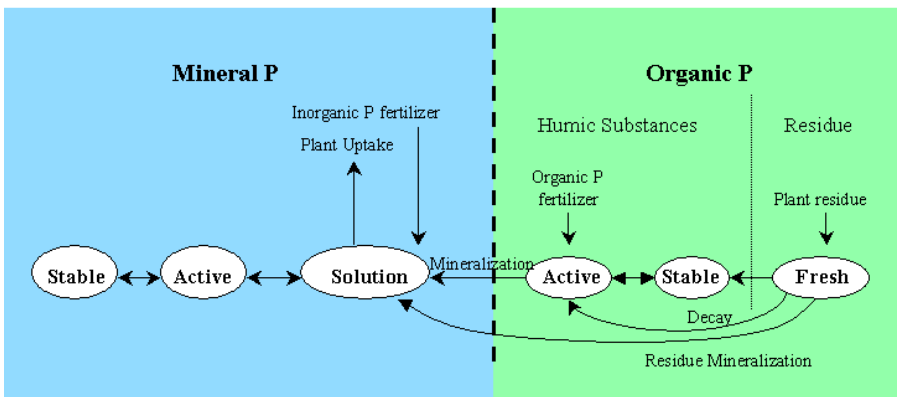 Mineral P
Organic P
Inorganic P fertilizer
Plant Uptake
Humic Substances
Residue
Organic P
fertilizer
Plant residue
Stable
Active
Solution
Mineralization
Active
Stable
Fresh
Decay
Residue Mineralization